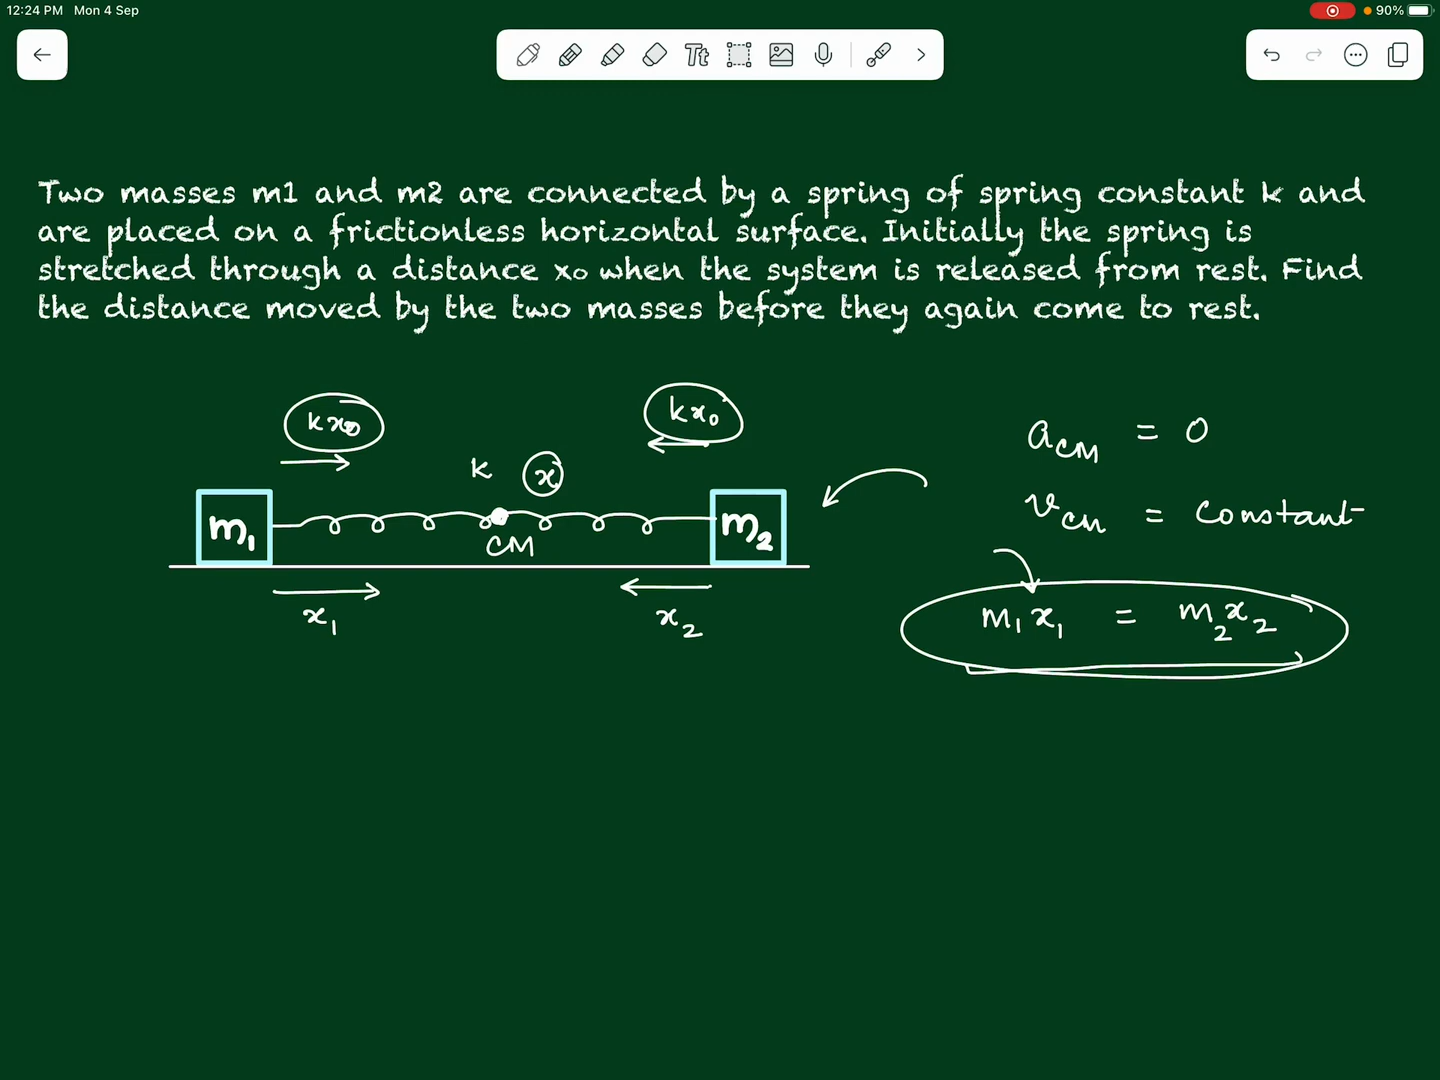 12:24 PM Mon 4 Sep
90%
Tt
Two masses m1 and m2 are connected by a spring of spring constant k and
are placed on a frictionless horizontal surface. Initially the spring is
stretched through a distance x0 when the system is released from rest. Find
the distance moved by the two masses before they again come to rest.
kx0
kx0
k x
m1
m2
CM
x1
x2
aCM = 0
vCM = constant
m1x1 = m2x2